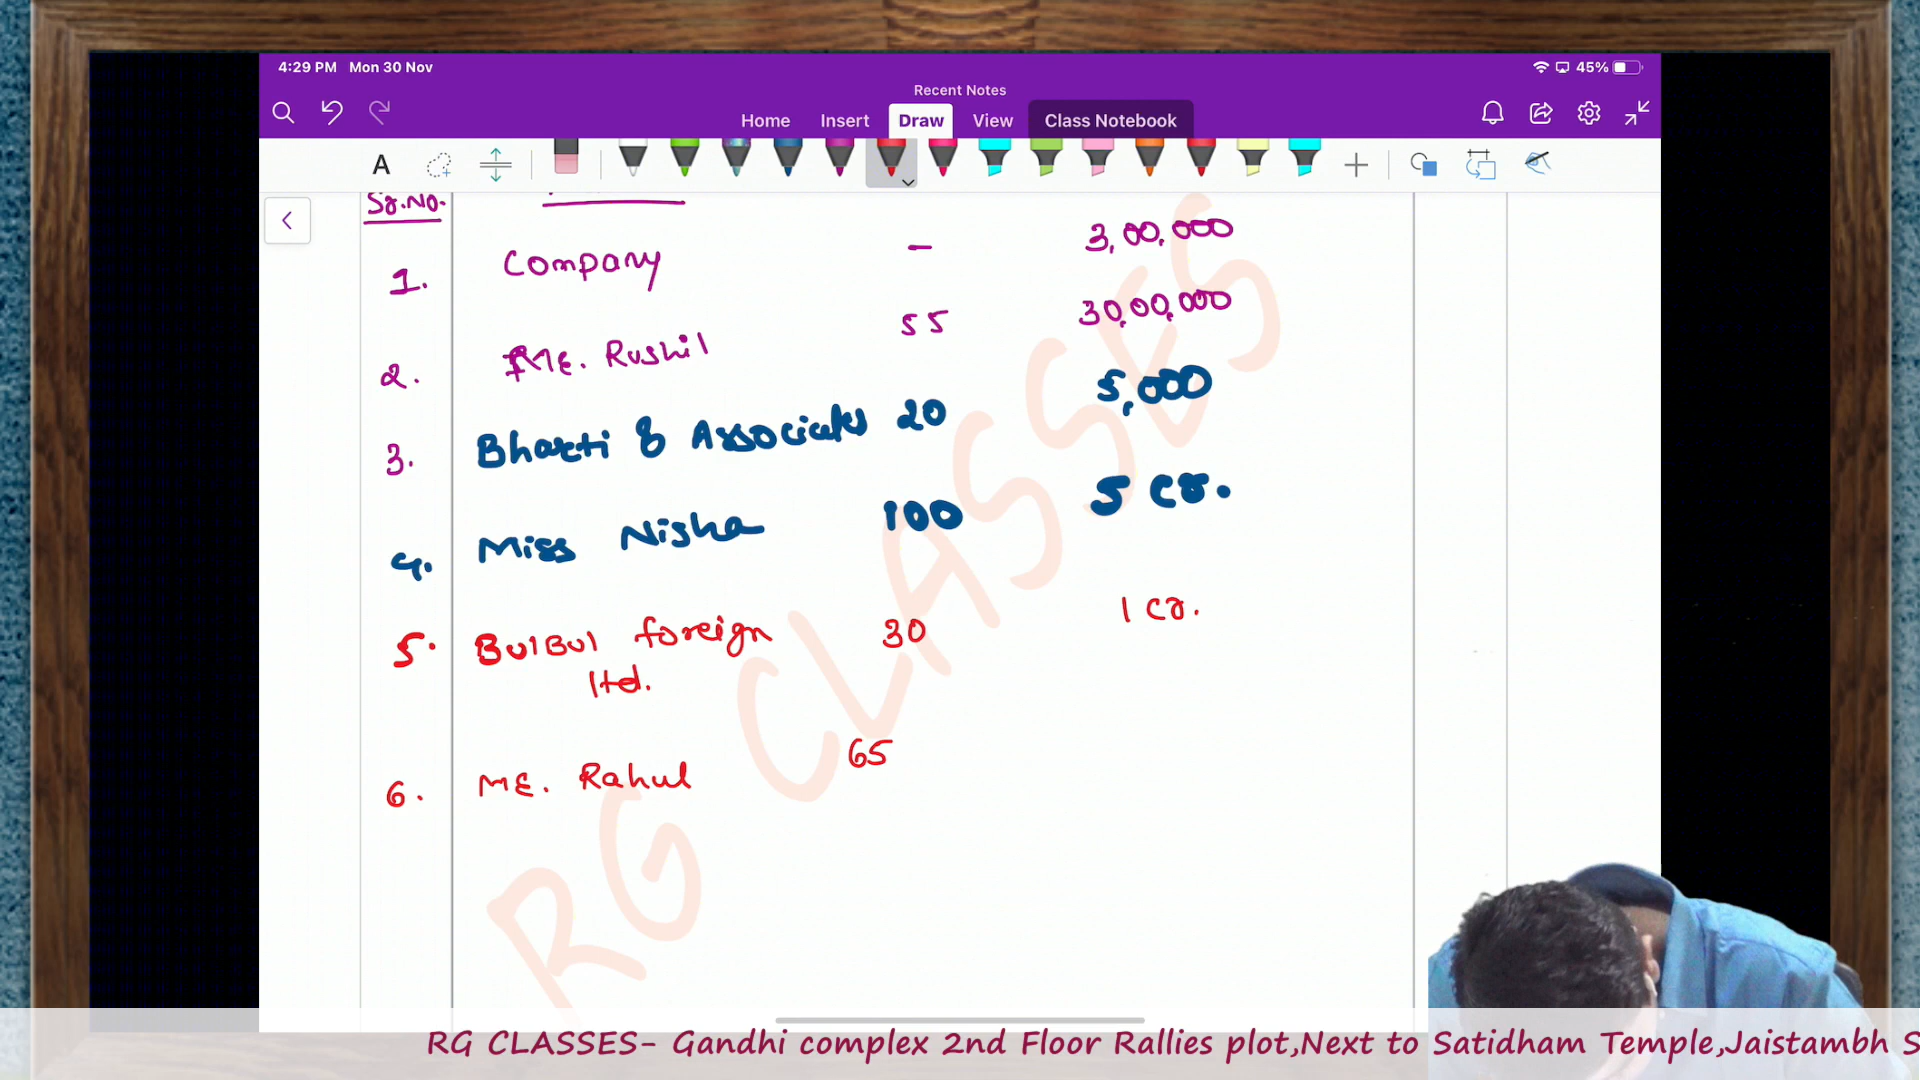 4:29 PM Mon 30 Nov
45%
Recent Notes
Home Insert Draw View Class Notebook
A
Sr.No.
1. Company - 3,00,000
2. Mr. Rushil 55 30,00,000
3. Bharti & Associates 20 5,000
4. Miss Nisha 100 5 cr.
5. BulBul foreign 30 1 cr.
ltd.
6. Mr. Rahul 65
RG CLASSES
RG CLASSES- Gandhi complex 2nd Floor Rallies plot,Next to Satidham Temple,Jaistambh S